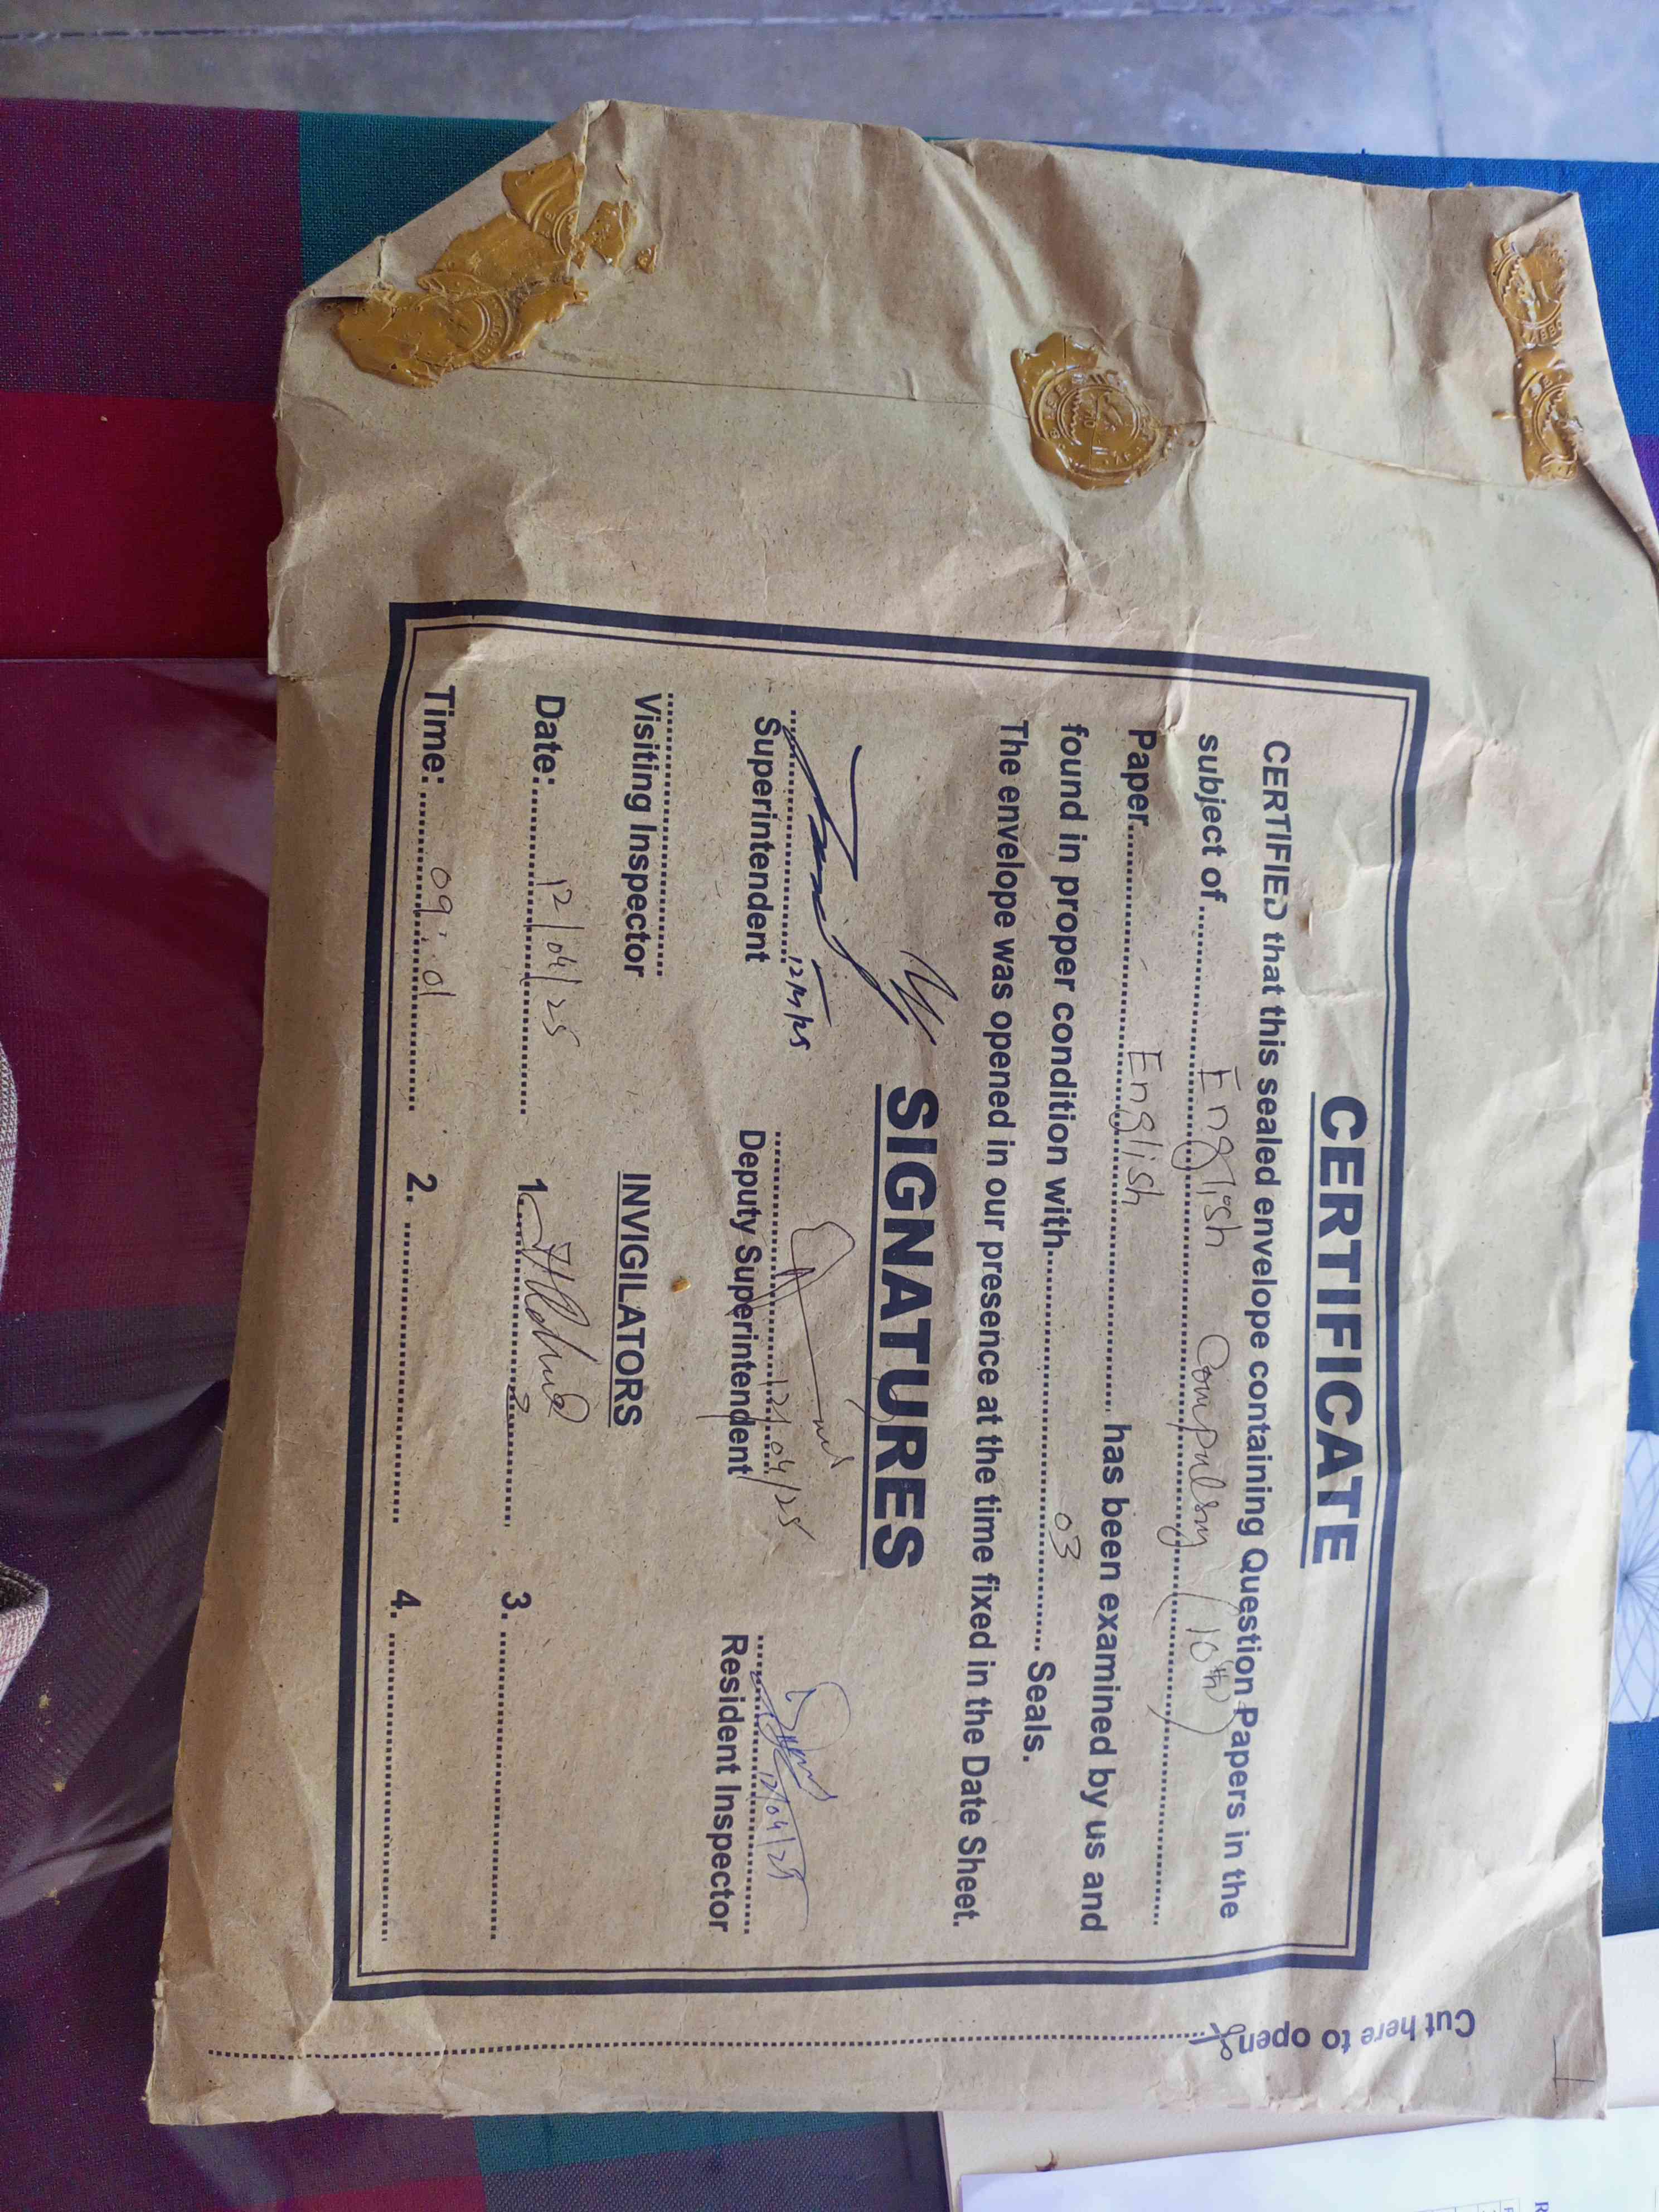 CERTIFICATE
CERTIFIED that this sealed envelope containing Question Papers in the
subject of English Compulsory (10th)
Paper English has been examined by us and
found in proper condition with 03 Seals.
The envelope was opened in our presence at the time fixed in the Date Sheet.
SIGNATURES
12/04/25 12/04/25
Superintendent Deputy Superintendent Resident Inspector
Visiting Inspector INVIGILATORS
Date: 12/04/25 1. 3.
Time: 09:01 2. 4.
Cut here to open